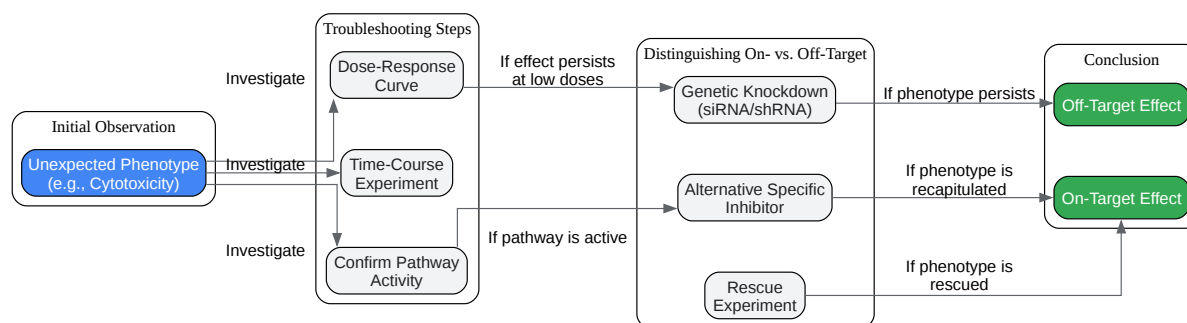 Troubleshooting Steps
Investigate
Dose-Response
Curve
If effect persists
at low doses
Distinguishing On- vs. Off-Target
Genetic Knockdown
(siRNA/shRNA)
If phenotype persists
Conclusion
Off-Target Effect
Initial Observation
Unexpected Phenotype
(e.g., Cytotoxicity)
Investigate
Time-Course
Experiment
Alternative Specific
Inhibitor
If phenotype is
recapitulated
On-Target Effect
Investigate
Confirm Pathway
Activity
If pathway is active
Rescue
Experiment
If phenotype is
rescued